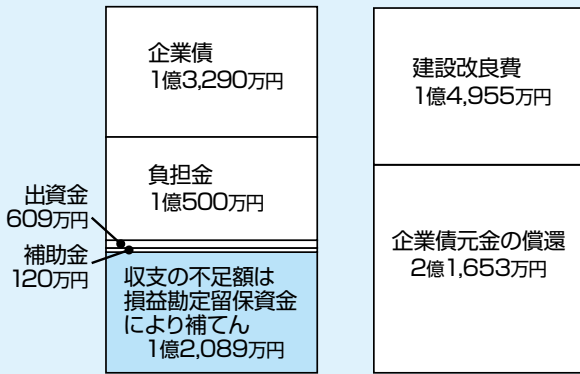 企業債
1億3,290万円
負担金
1億500万円
出資金
609万円
補助金
120万円
収支の不足額は
損益勘定留保資金
により補てん
1億2,089万円
建設改良費
1億4,955万円
企業債元金の償還
2億1,653万円